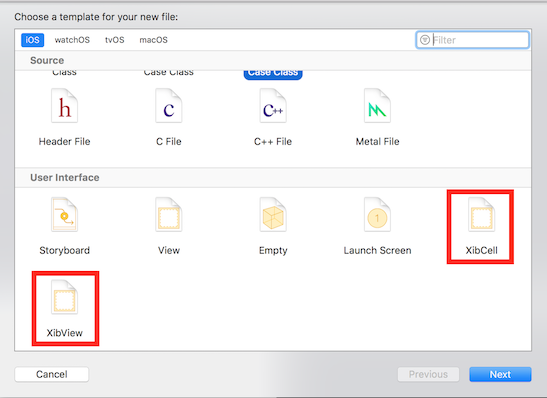 Choose a template for your new file:
iOS watchOS tvOS macOS Filter
Source
Class Case Class Case Class
h c c++
Header File C File C++ File Metal File
User Interface
1
Storyboard View Empty Launch Screen XibCell
XibView
Cancel Previous Next